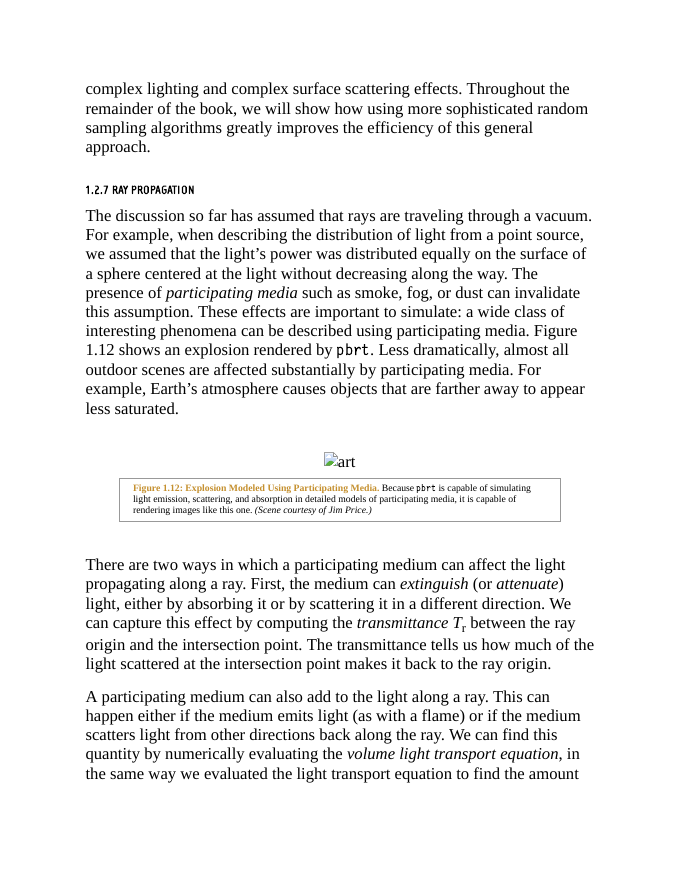 complex lighting and complex surface scattering effects. Throughout the
remainder of the book, we will show how using more sophisticated random
sampling algorithms greatly improves the efficiency of this general
approach.
1.2.7 RAY PROPAGATION
The discussion so far has assumed that rays are traveling through a vacuum.
For example, when describing the distribution of light from a point source,
we assumed that the light’s power was distributed equally on the surface of
a sphere centered at the light without decreasing along the way. The
presence of participating media such as smoke, fog, or dust can invalidate
this assumption. These effects are important to simulate: a wide class of
interesting phenomena can be described using participating media. Figure
1.12 shows an explosion rendered by pbrt. Less dramatically, almost all
outdoor scenes are affected substantially by participating media. For
example, Earth’s atmosphere causes objects that are farther away to appear
less saturated.
art
Figure 1.12: Explosion Modeled Using Participating Media. Because pbrt is capable of simulating
light emission, scattering, and absorption in detailed models of participating media, it is capable of
rendering images like this one. (Scene courtesy of Jim Price.)
There are two ways in which a participating medium can affect the light
propagating along a ray. First, the medium can extinguish (or attenuate)
light, either by absorbing it or by scattering it in a different direction. We
can capture this effect by computing the transmittance Tr between the ray
origin and the intersection point. The transmittance tells us how much of the
light scattered at the intersection point makes it back to the ray origin.
A participating medium can also add to the light along a ray. This can
happen either if the medium emits light (as with a flame) or if the medium
scatters light from other directions back along the ray. We can find this
quantity by numerically evaluating the volume light transport equation, in
the same way we evaluated the light transport equation to find the amount